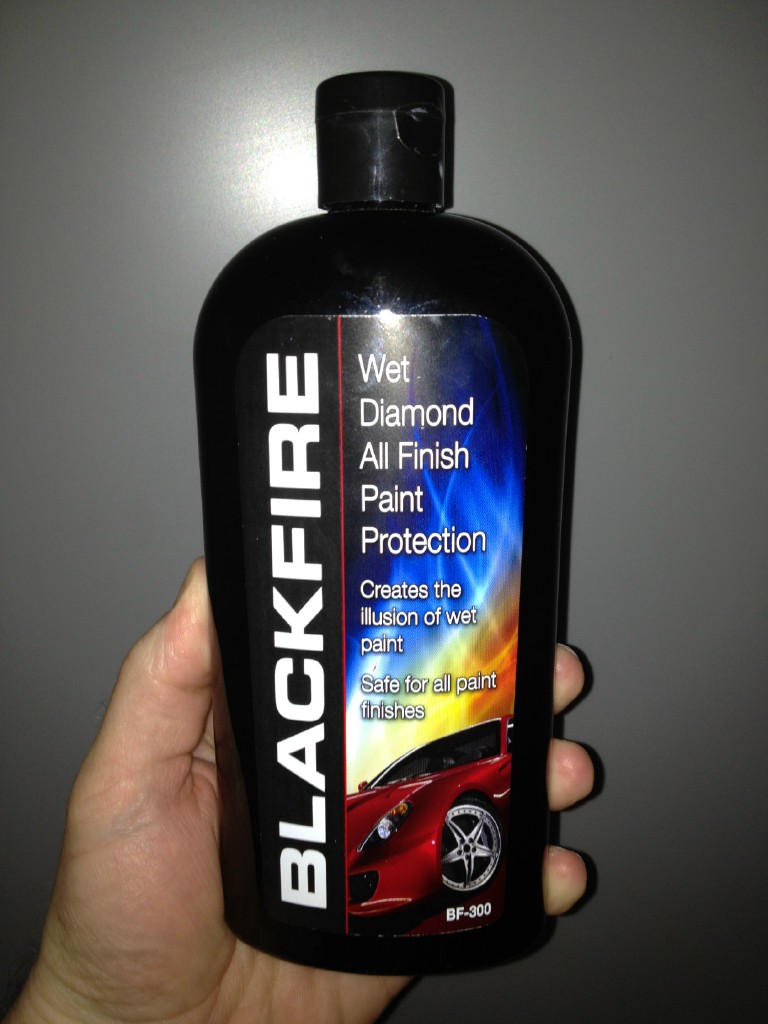 BLACKFIRE
Wet
Diamond
All Finish
Paint
Protection
Creates the
illusion of wet
paint
Safe for all paint
finishes
BF-300